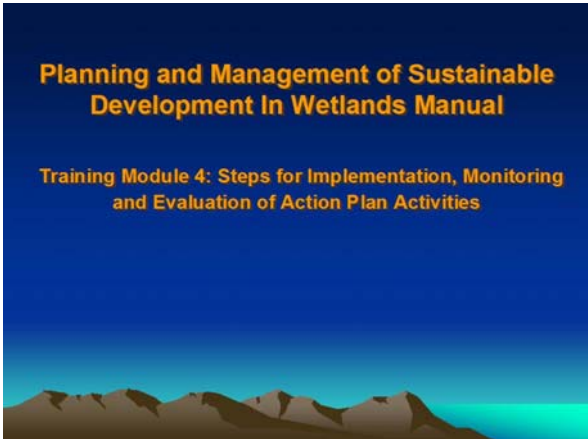 Planning and Management of Sustainable
Development In Wetlands Manual
Training Module 4: Steps for Implementation, Monitoring
and Evaluation of Action Plan Activities